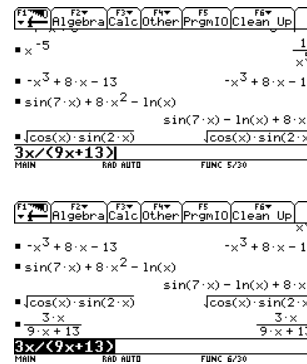 F1 F2 F3 F4 F5 F6
Algebra Calc Other PrgmIO Clean Up
x^-5 1
x
-x^3 + 8·x - 13 -x^3 + 8·x - 1
sin(7·x) + 8·x^2 - ln(x)
sin(7·x) - ln(x) + 8·x
√cos(x)·sin(2·x) √cos(x)·sin(2·x
3x/(9x+13)
MAIN RAD AUTO FUNC 5/30
F1 F2 F3 F4 F5 F6
Algebra Calc Other PrgmIO Clean Up
-x^3 + 8·x - 13 -x^3 + 8·x - 1
sin(7·x) + 8·x^2 - ln(x)
sin(7·x) - ln(x) + 8·x
√cos(x)·sin(2·x) √cos(x)·sin(2·x
3·x 3·x
9·x + 13 9·x + 13
3x/(9x+13)
MAIN RAD AUTO FUNC 6/30